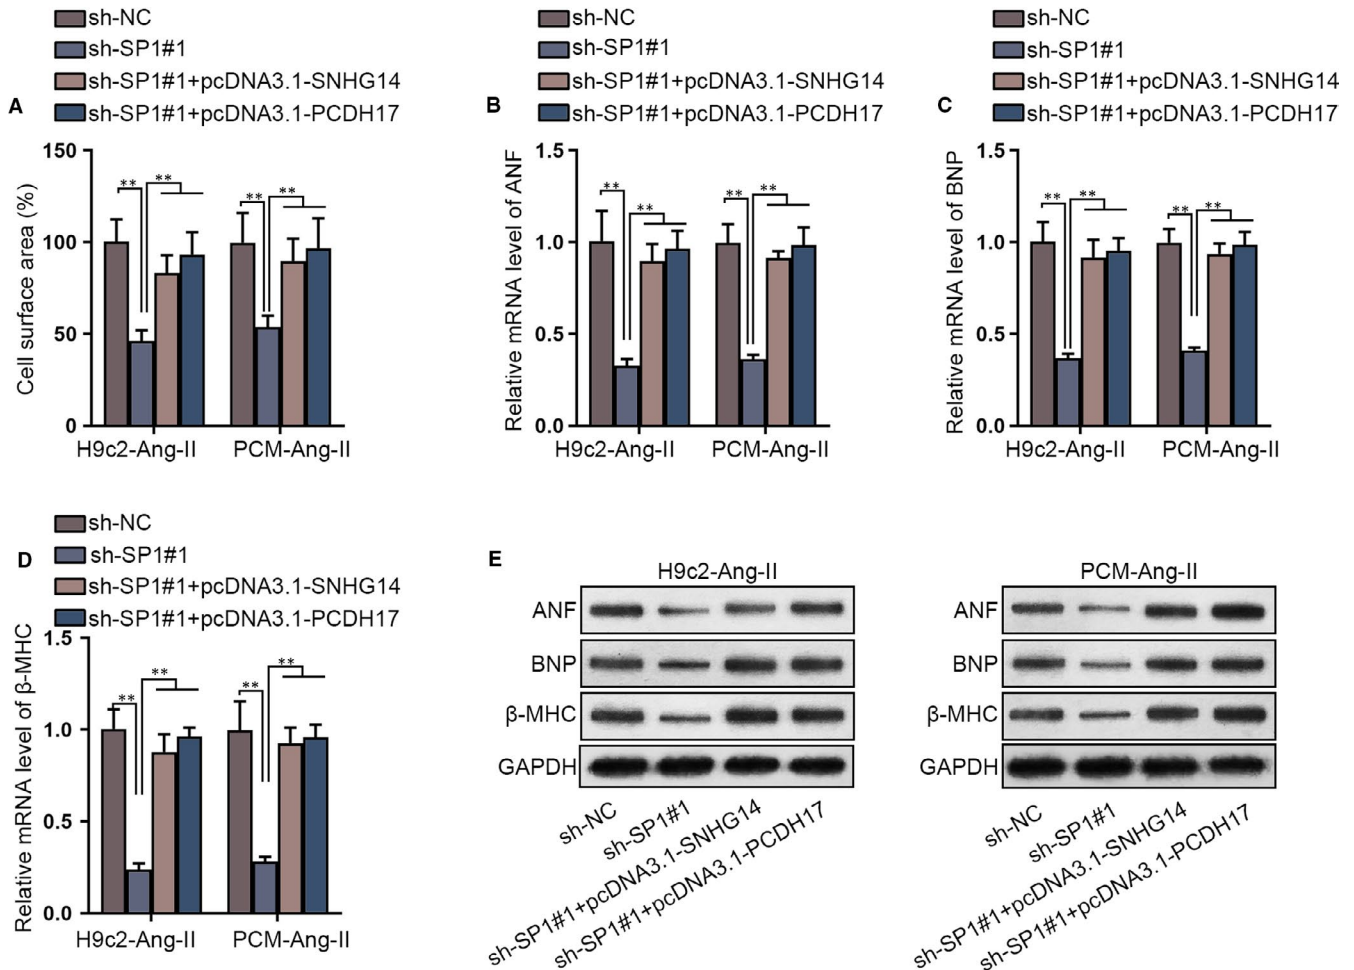 A
sh-NC
sh-SP1#1
sh-SP1#1+pcDNA3.1-SNHG14
sh-SP1#1+pcDNA3.1-PCDH17
Cell surface area (%)
150
100
50
0
**
**
**
**
H9c2-Ang-II
PCM-Ang-II
B
sh-NC
sh-SP1#1
sh-SP1#1+pcDNA3.1-SNHG14
sh-SP1#1+pcDNA3.1-PCDH17
Relative mRNA level of ANF
1.5
1.0
0.5
0.0
**
**
**
**
H9c2-Ang-II
PCM-Ang-II
C
sh-NC
sh-SP1#1
sh-SP1#1+pcDNA3.1-SNHG14
sh-SP1#1+pcDNA3.1-PCDH17
Relative mRNA level of BNP
1.5
1.0
0.5
0.0
**
**
**
**
H9c2-Ang-II
PCM-Ang-II
D
sh-NC
sh-SP1#1
sh-SP1#1+pcDNA3.1-SNHG14
sh-SP1#1+pcDNA3.1-PCDH17
Relative mRNA level of β-MHC
1.5
1.0
0.5
0.0
**
**
**
**
H9c2-Ang-II
PCM-Ang-II
E
H9c2-Ang-II
ANF
BNP
β-MHC
GAPDH
sh-NC
sh-SP1#1
sh-SP1#1+pcDNA3.1-SNHG14
sh-SP1#1+pcDNA3.1-PCDH17
PCM-Ang-II
ANF
BNP
β-MHC
GAPDH
sh-NC
sh-SP1#1
sh-SP1#1+pcDNA3.1-SNHG14
sh-SP1#1+pcDNA3.1-PCDH17